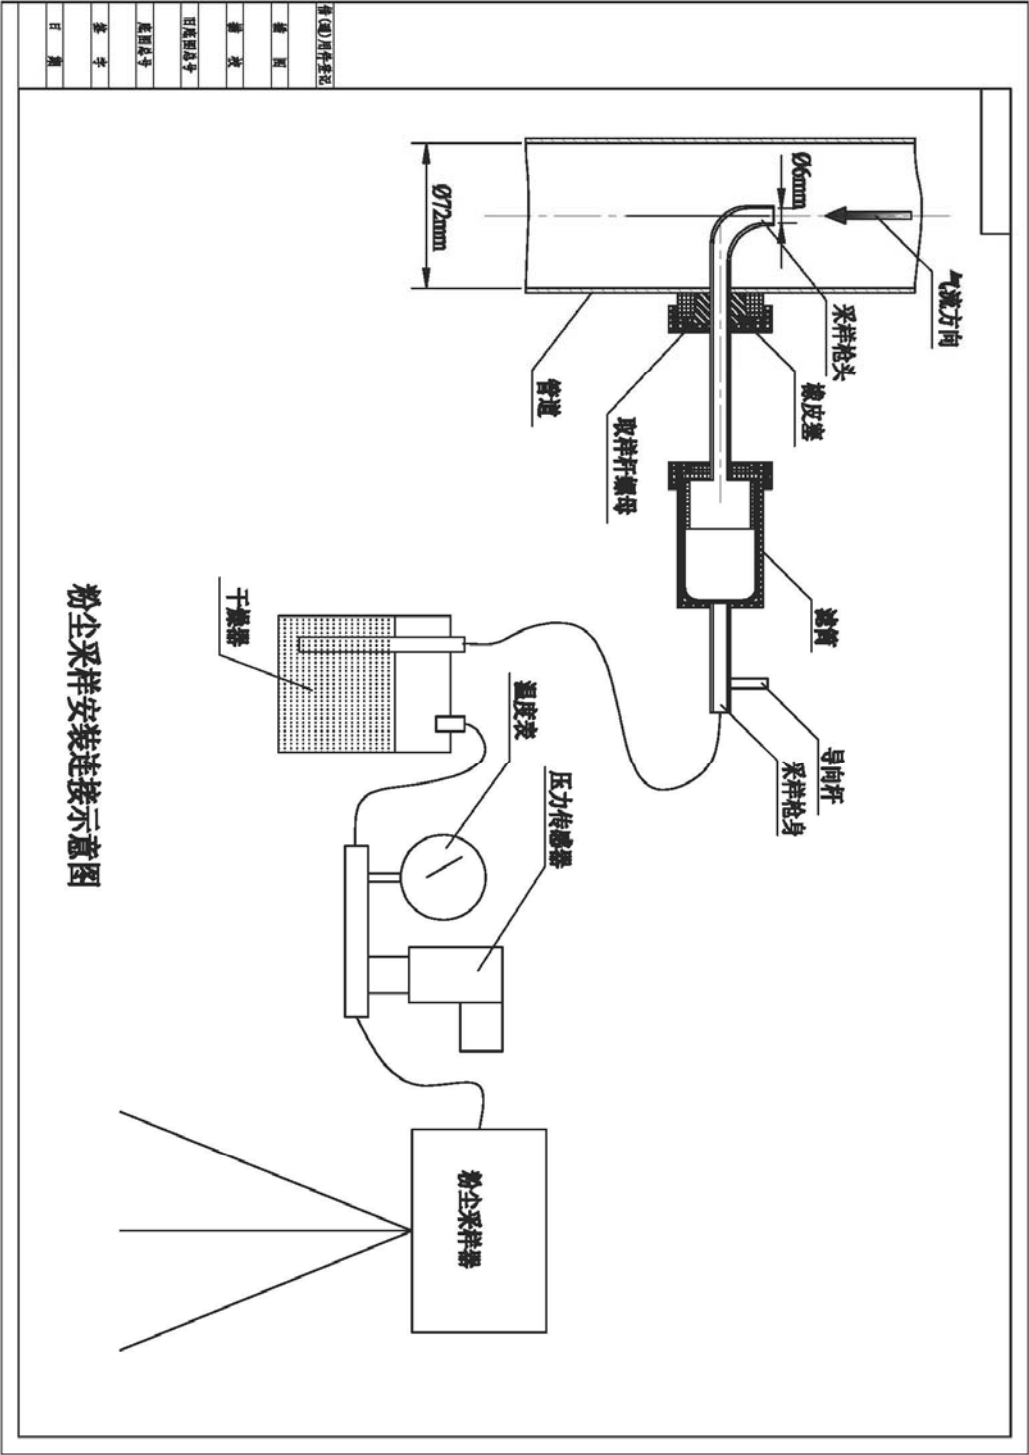 借(通)用件登记
描 图
描 校
旧底图总号
底图总号
签 字
日 期
气流方向
Ø6mm
采样枪头
橡皮塞
Ø72mm
管道
取样杆螺母
滤筒
导向杆
采样枪身
干燥器
温度表
压力传感器
粉尘采样器
粉尘采样安装连接示意图